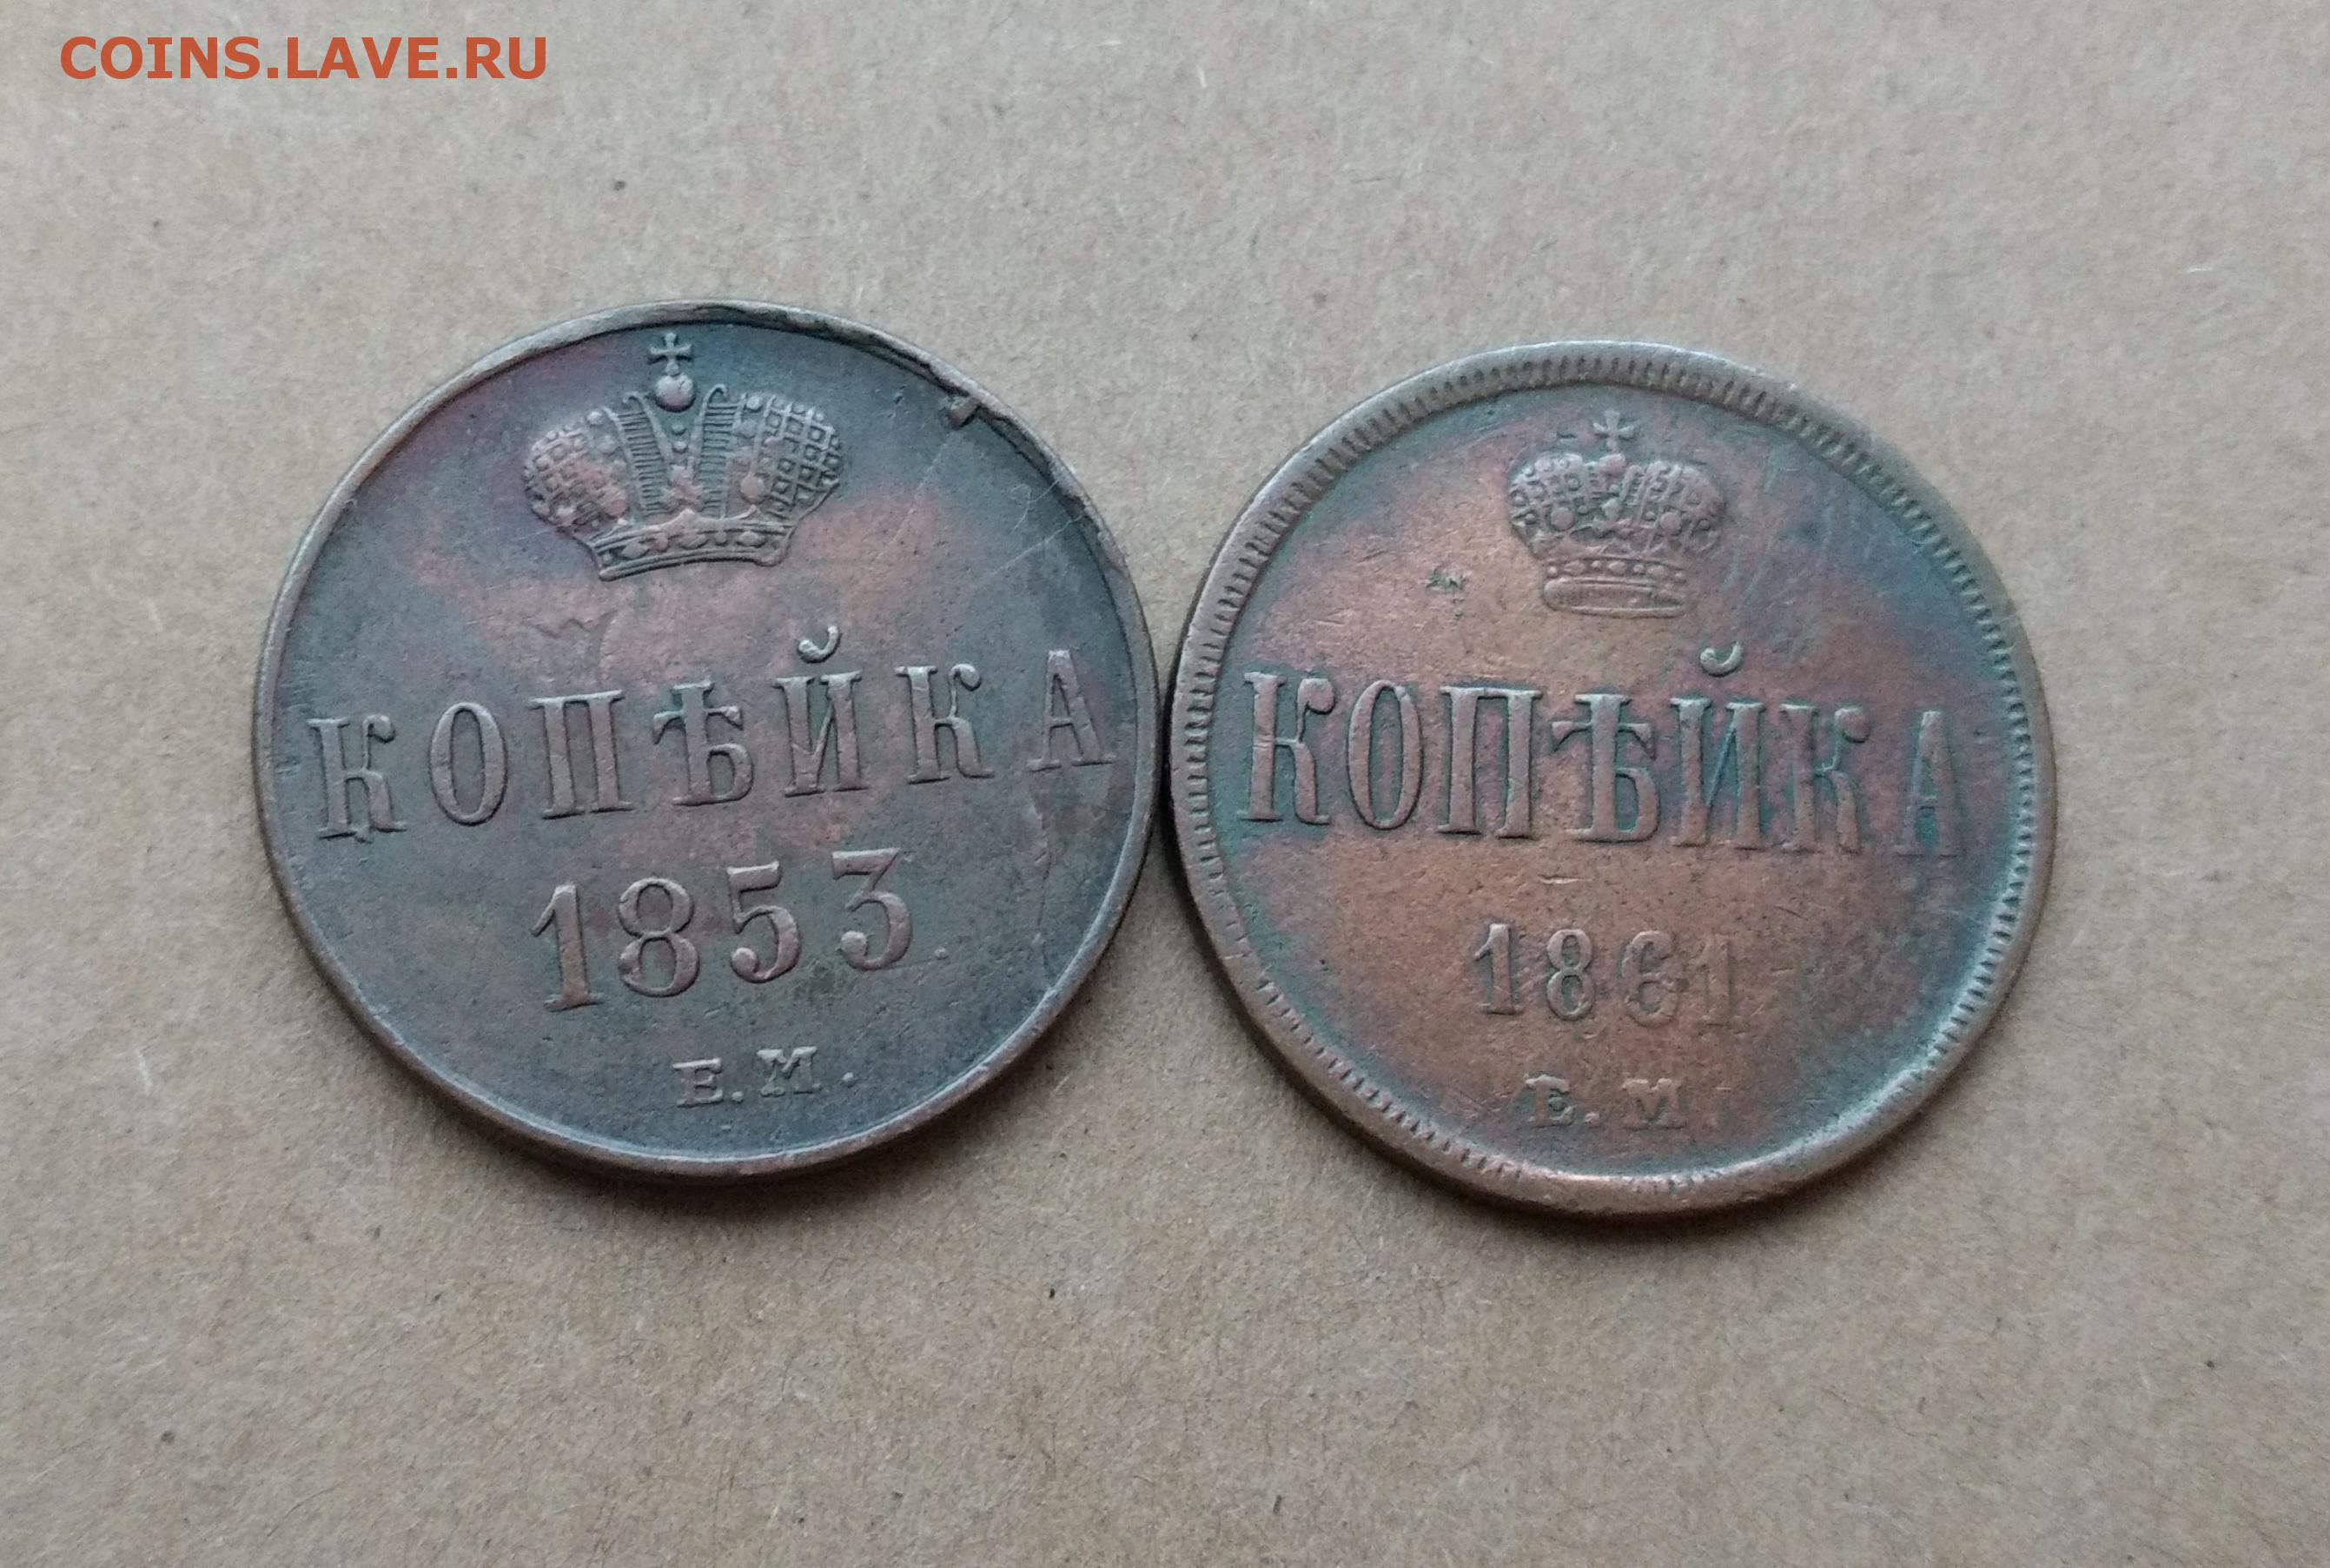 COINS.LAVE.RU
КОПѢЙКА
1853.
Е.М.
КОПѢЙКА
1861
Е.М.